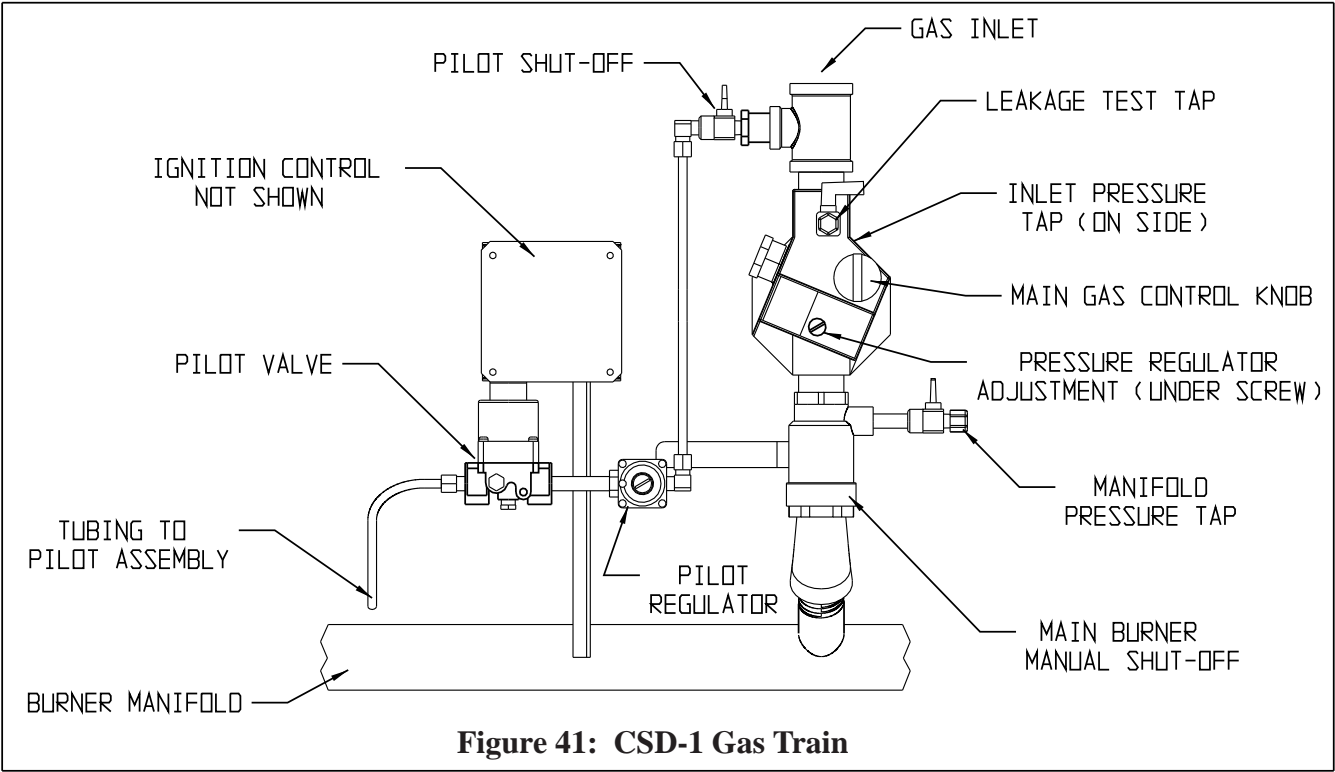 GAS INLET
PILOT SHUT-OFF
LEAKAGE TEST TAP
IGNITION CONTROL
NOT SHOWN
INLET PRESSURE
TAP (ON SIDE)
MAIN GAS CONTROL KNOB
PILOT VALVE
PRESSURE REGULATOR
ADJUSTMENT (UNDER SCREW)
MANIFOLD
PRESSURE TAP
TUBING TO
PILOT ASSEMBLY
PILOT
REGULATOR
MAIN BURNER
MANUAL SHUT-OFF
BURNER MANIFOLD
Figure 41: CSD-1 Gas Train